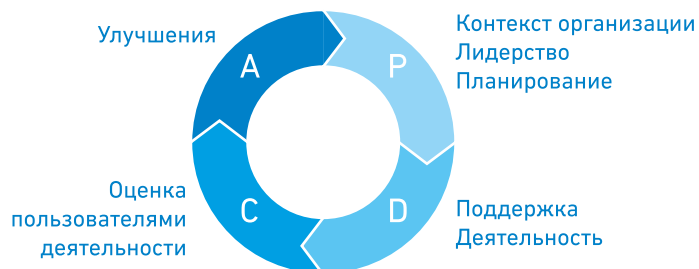 Улучшения
A
P
Контекст организации
Лидерство
Планирование
Оценка
пользователями
деятельности
C
D
Поддержка
Деятельность